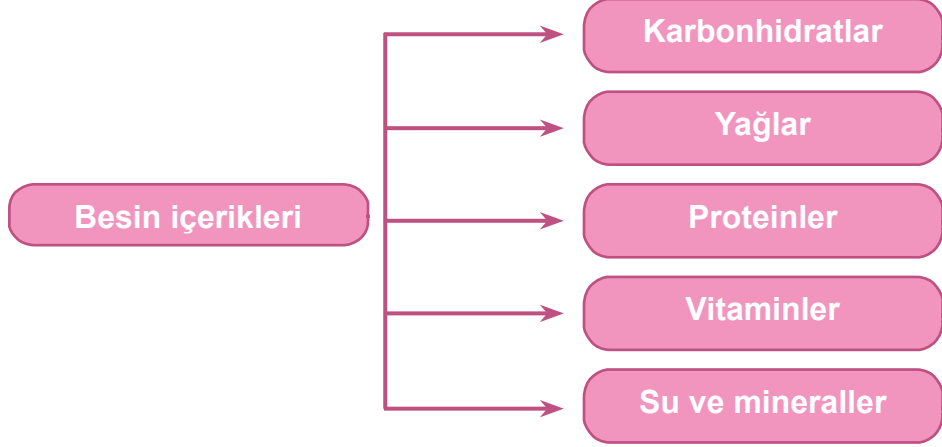 Besin içerikleri
Karbonhidratlar
Yağlar
Proteinler
Vitaminler
Su ve mineraller